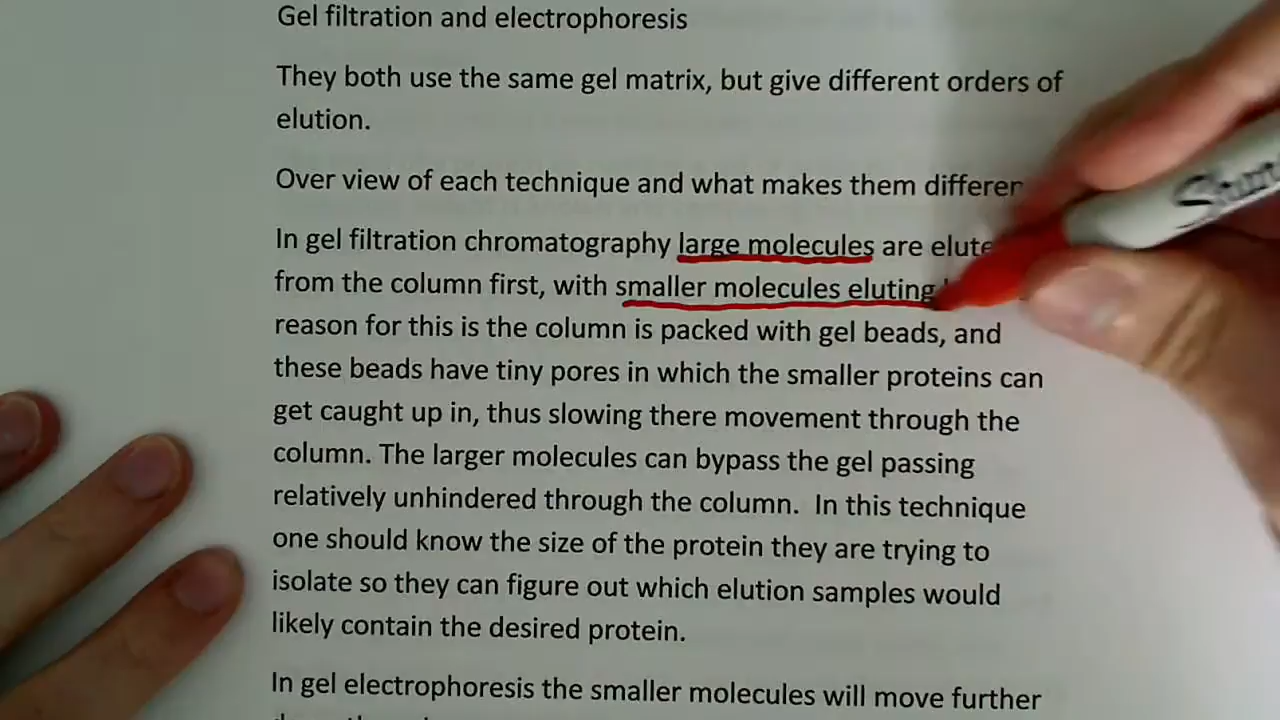 Gel filtration and electrophoresis
They both use the same gel matrix, but give different orders of
elution.
Over view of each technique and what makes them differen
In gel filtration chromatography large molecules are elute
from the column first, with smaller molecules eluting
reason for this is the column is packed with gel beads, and
these beads have tiny pores in which the smaller proteins can
get caught up in, thus slowing there movement through the
column. The larger molecules can bypass the gel passing
relatively unhindered through the column. In this technique
one should know the size of the protein they are trying to
isolate so they can figure out which elution samples would
likely contain the desired protein.
In gel electrophoresis the smaller molecules will move further